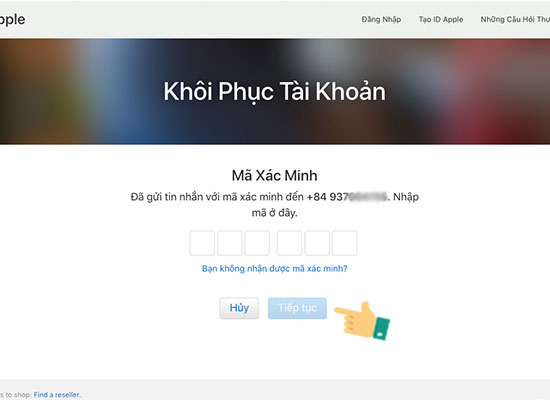 pple
Đăng Nhập
Tạo ID Apple
Những Câu Hỏi Thư
Khôi Phục Tài Khoản
Mã Xác Minh
Đã gửi tin nhắn với mã xác minh đến +84 937 . Nhập
mã ở đây.
Bạn không nhận được mã xác minh?
Hủy
Tiếp tục
s to shop: Find a reseller.